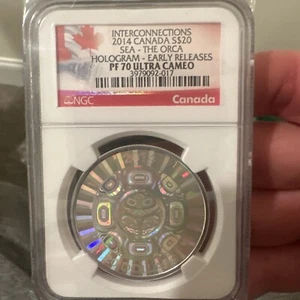 INTERCONNECTIONS
2014 CANADA S$20
SEA - THE ORCA
HOLOGRAM - EARLY RELEASES
PF 70 ULTRA CAMEO
3979092-017
NGC
Canada